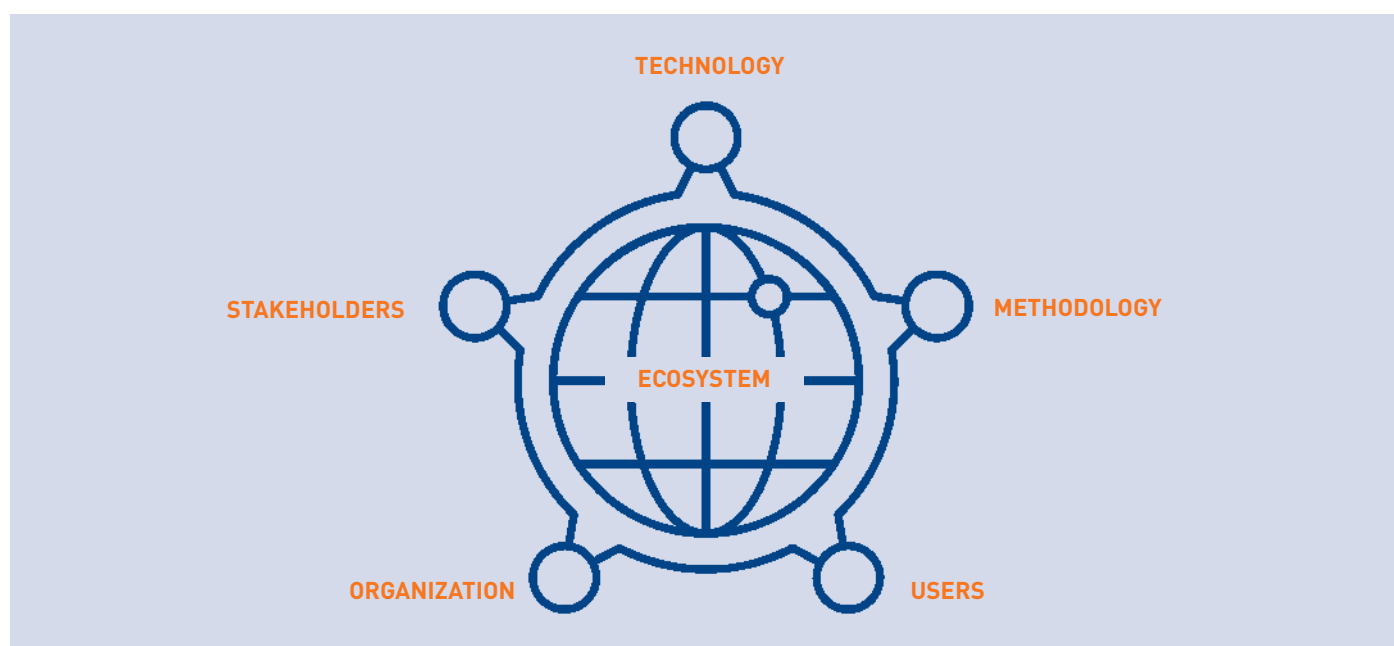 TECHNOLOGY
STAKEHOLDERS
METHODOLOGY
ECOSYSTEM
ORGANIZATION
USERS